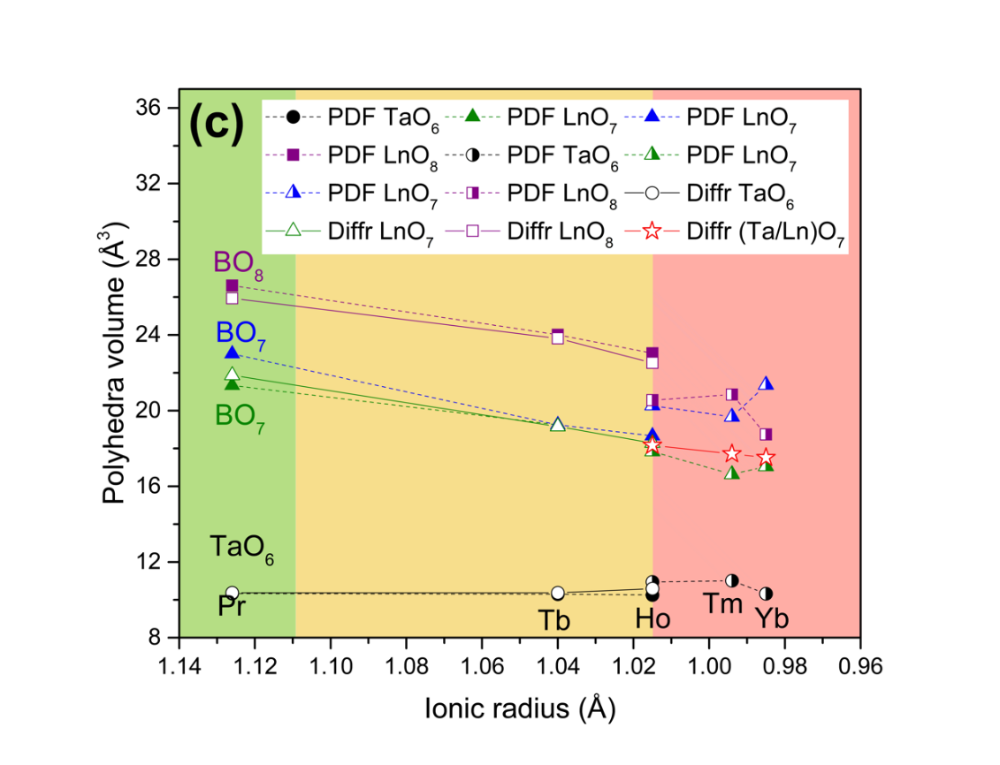 (c)
PDF TaO₆ PDF LnO₇ PDF LnO₇
PDF LnO₈ PDF TaO₆ PDF LnO₇
PDF LnO₇ PDF LnO₈ Diffr TaO₆
Diffr LnO₇ Diffr LnO₈ Diffr (Ta/Ln)O₇
36
32
28
24
20
16
12
8
Polyhedra volume (Å³)
BO₈
BO₇
BO₇
TaO₆
Pr
Tb
Ho
Tm
Yb
1.14 1.12 1.10 1.08 1.06 1.04 1.02 1.00 0.98 0.96
Ionic radius (Å)